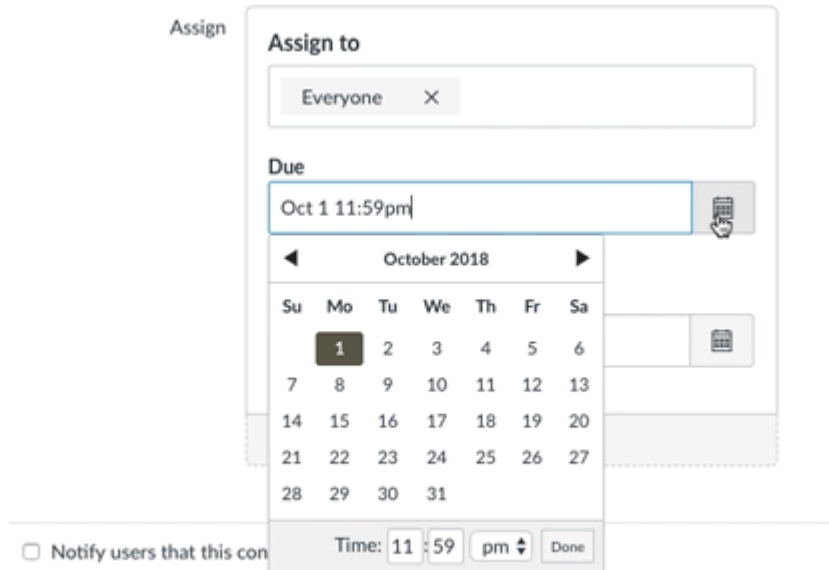 Assign
Assign to
Everyone ×
Due
Oct 1 11:59pm
October 2018
Su Mo Tu We Th Fr Sa
1 2 3 4 5 6
7 8 9 10 11 12 13
14 15 16 17 18 19 20
21 22 23 24 25 26 27
28 29 30 31
Time: 11 : 59 pm Done
Notify users that this con